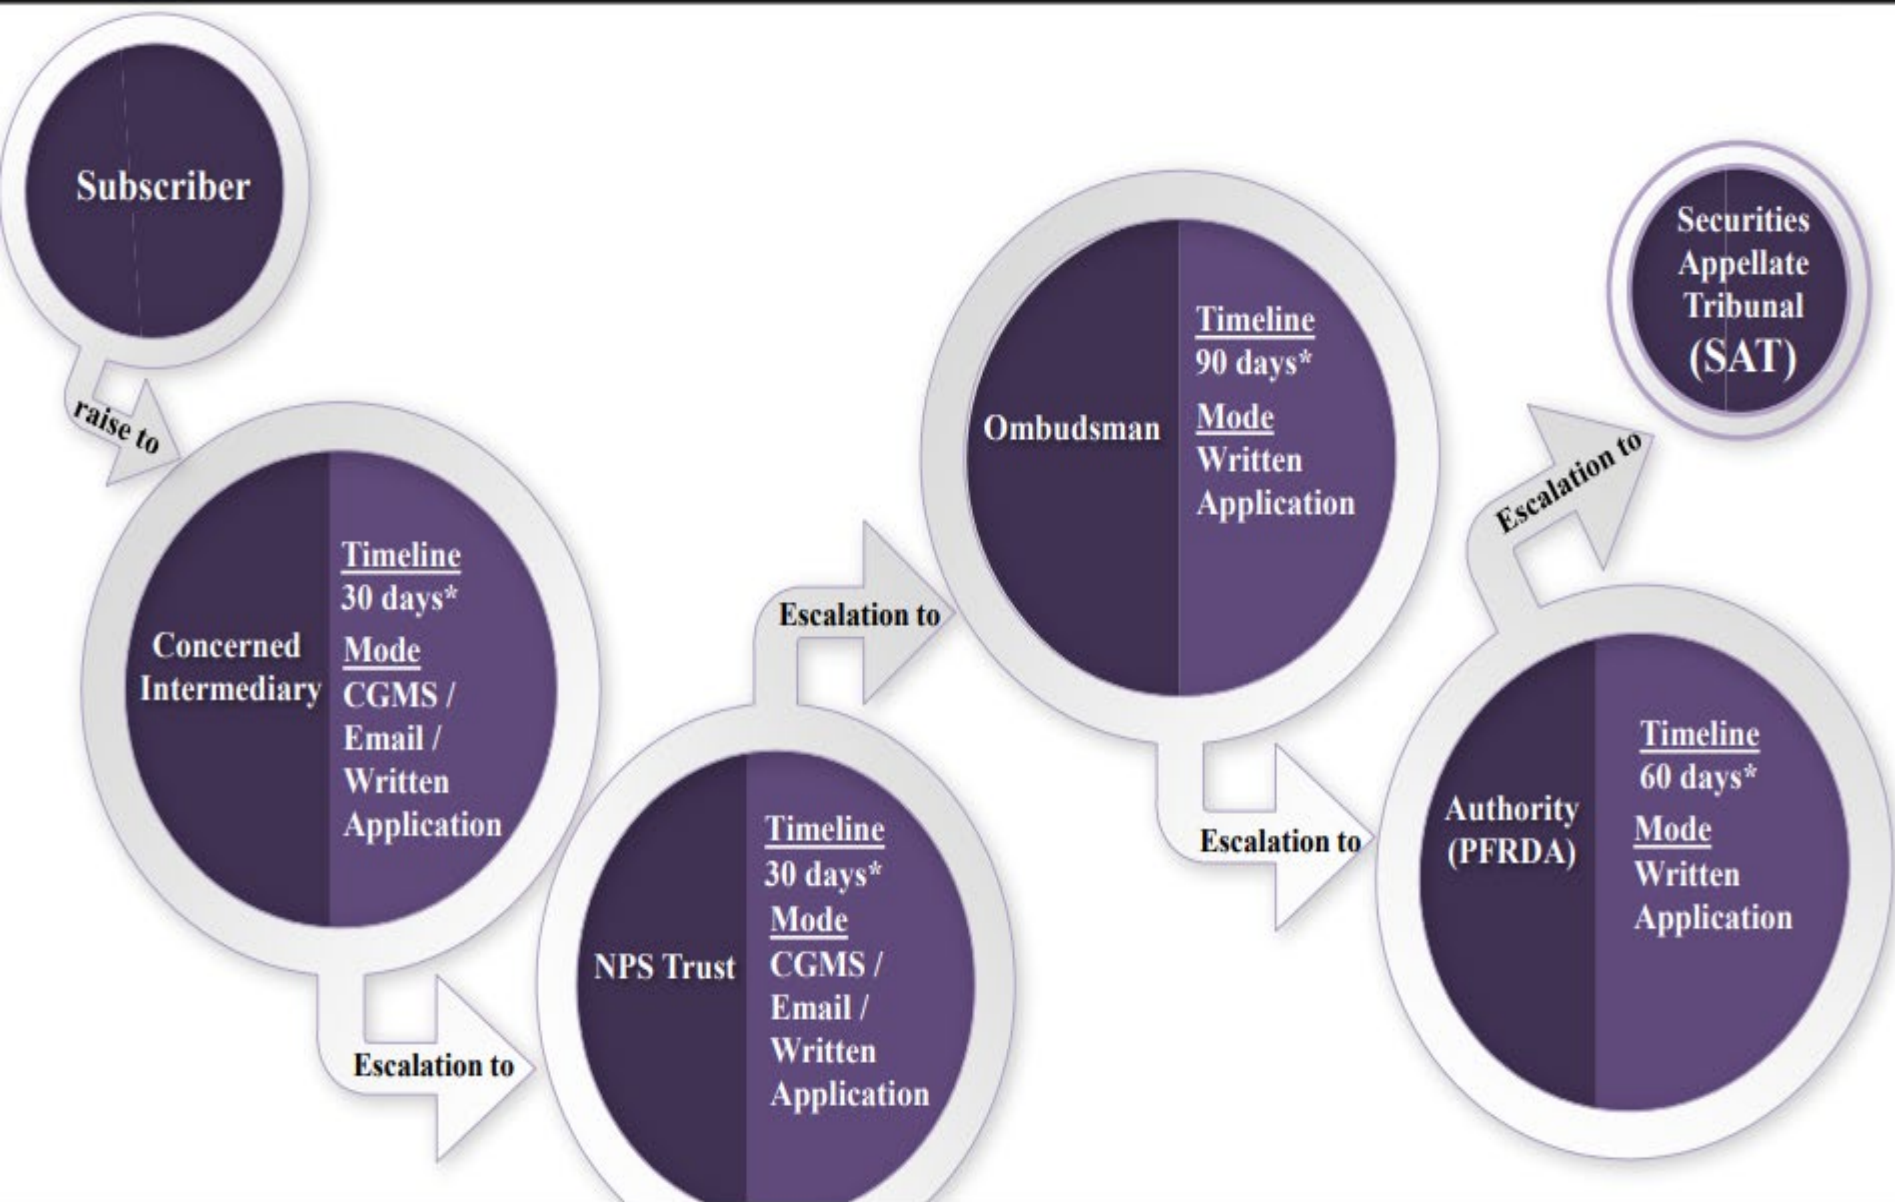 Subscriber
raise to
Concerned
Intermediary
Timeline
30 days*
Mode
CGMS /
Email /
Written
Application
Escalation to
NPS Trust
Timeline
30 days*
Mode
CGMS /
Email /
Written
Application
Escalation to
Ombudsman
Timeline
90 days*
Mode
Written
Application
Escalation to
Authority
(PFRDA)
Timeline
60 days*
Mode
Written
Application
Escalation to
Securities
Appellate
Tribunal
(SAT)